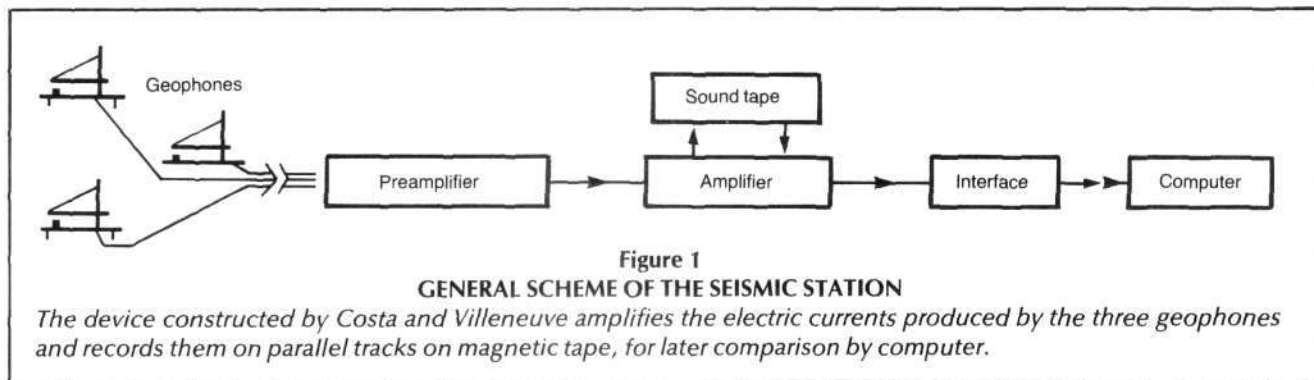 Geophones
Sound tape
Preamplifier
Amplifier
Interface
Computer
Figure 1
GENERAL SCHEME OF THE SEISMIC STATION
The device constructed by Costa and Villeneuve amplifies the electric currents produced by the three geophones
and records them on parallel tracks on magnetic tape, for later comparison by computer.